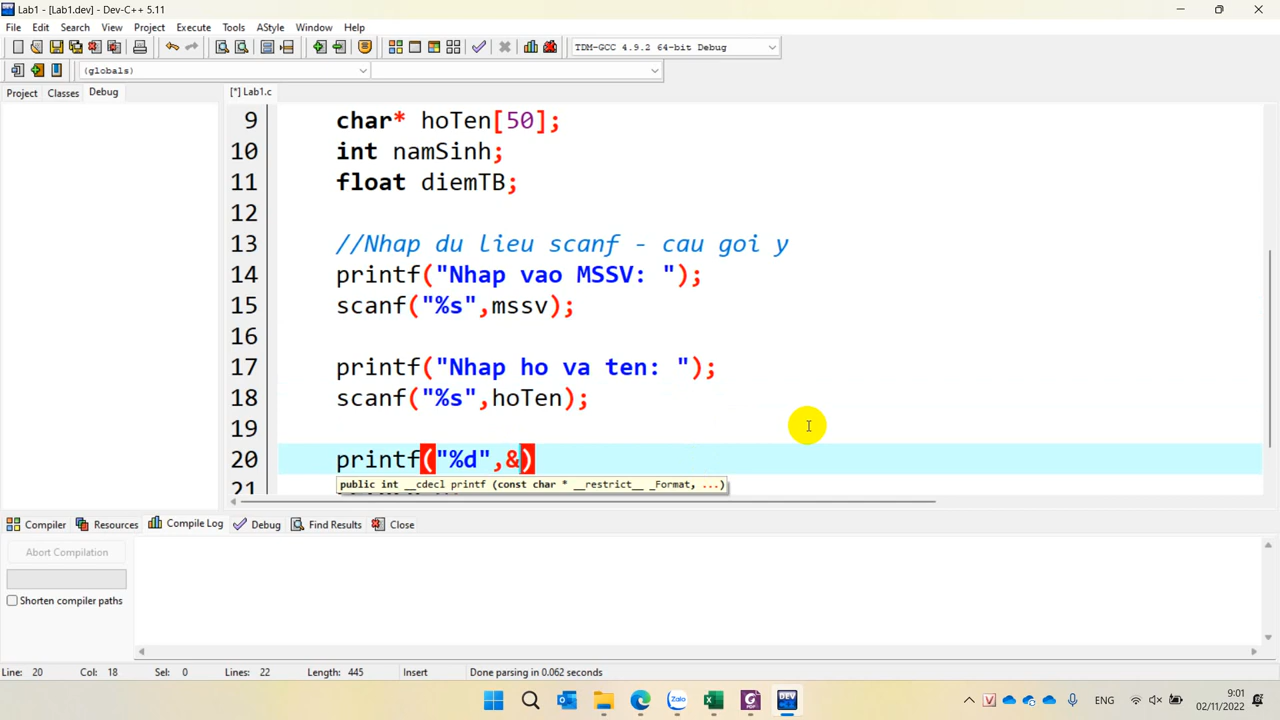 Lab1 - [Lab1.dev] - Dev-C++ 5.11
File Edit Search View Project Execute Tools AStyle Window Help
TDM-GCC 4.9.2 64-bit Debug
(globals)
Project Classes Debug [*] Lab1.c
9 char* hoTen[50];
10 int namSinh;
11 float diemTB;
12
13 //Nhap du lieu scanf - cau goi y
14 printf("Nhap vao MSSV: ");
15 scanf("%s",mssv);
16
17 printf("Nhap ho va ten: ");
18 scanf("%s",hoTen);
19
20 printf("%d",&)
public int __cdecl printf (const char * __restrict__ _Format, ...)
21
Compiler Resources Compile Log Debug Find Results Close
Abort Compilation
Shorten compiler paths
Line: 20 Col: 18 Sel: 0 Lines: 22 Length: 445 Insert Done parsing in 0.062 seconds
Zalo DEV ENG 9:01
02/11/2022